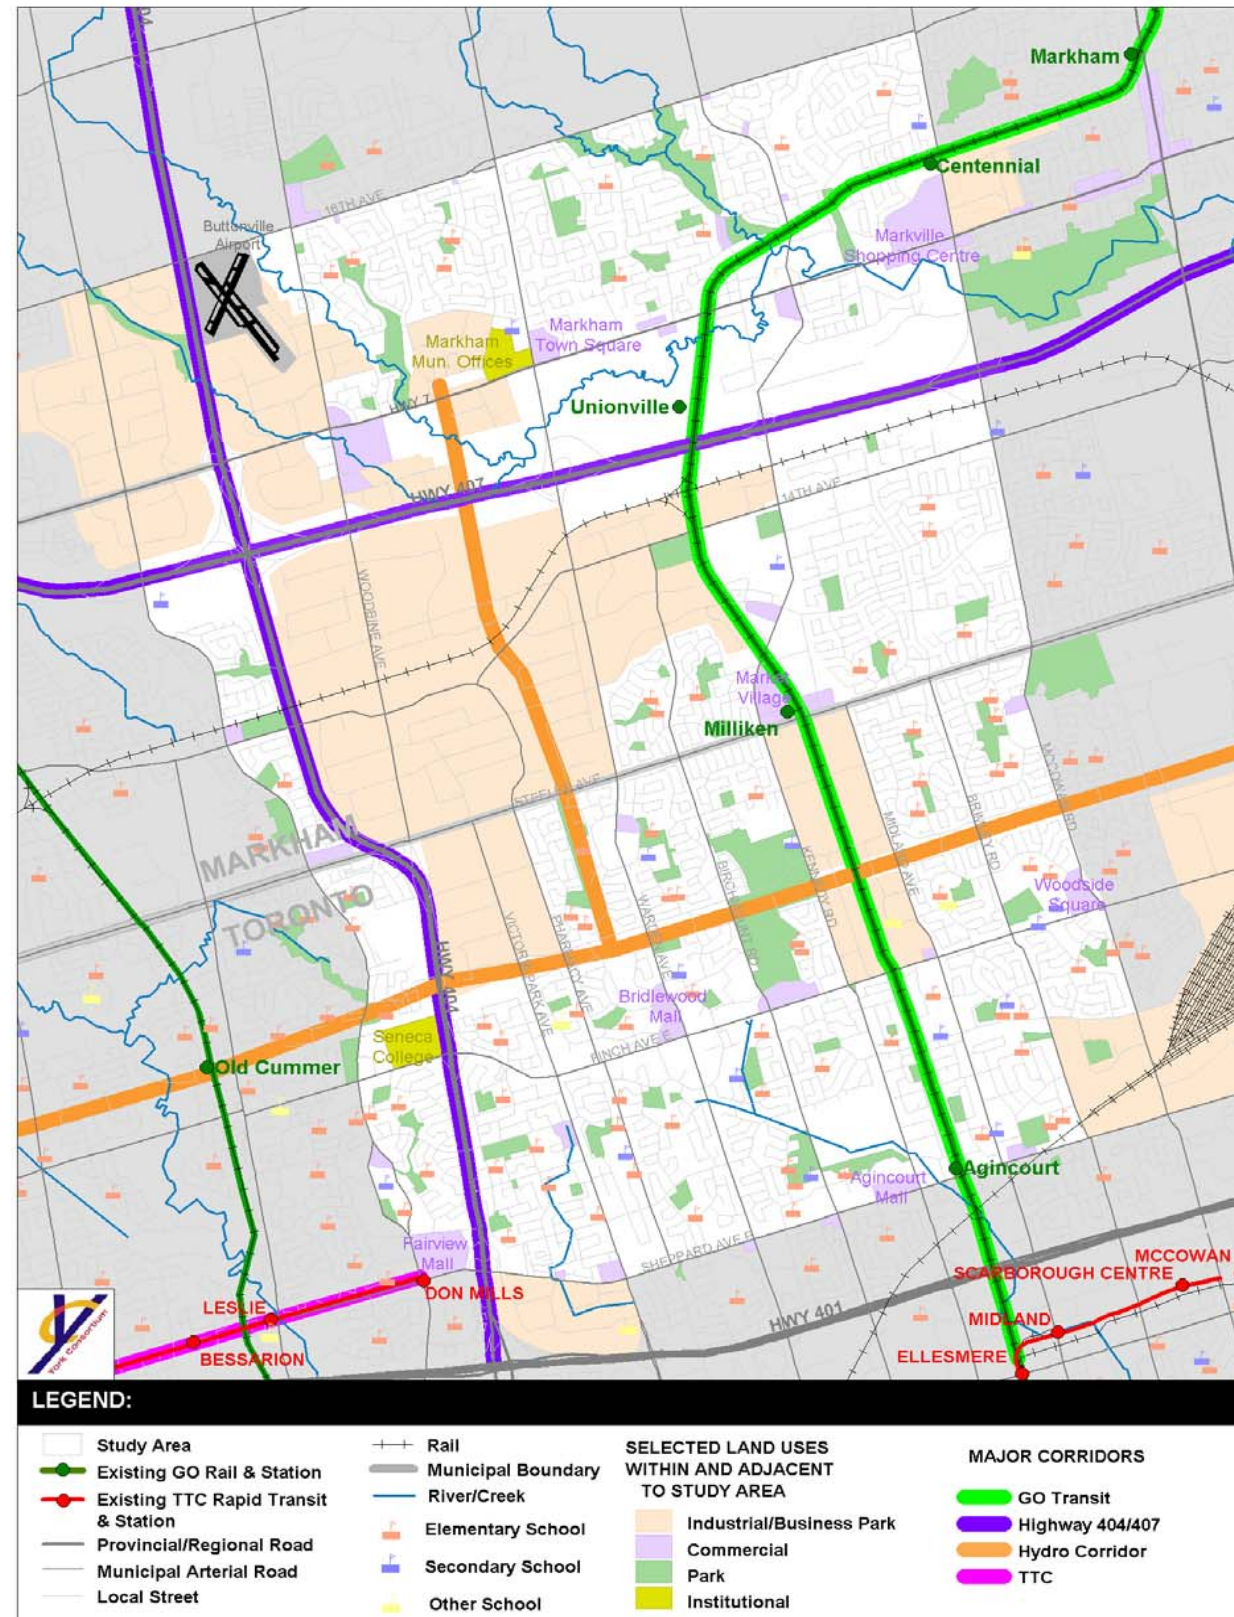 04
Markham
Centennial
16TH AVE
Buttonville
Airport
Markville
Shopping Centre
Markham
Town Square
Markham
Mun. Offices
HWY 7
Unionville
HWY 407
14TH AVE
WOODBINE AVE
Market
Village
Milliken
STEELES AVE
MCCOWAN RD
BRIMLEY RD
MIDLAND AVE
KENNEDY RD
BIRCHMOUNT RD
WARDEN AVE
PHARMACY AVE
VICTORIA PARK AVE
MARKHAM
TORONTO
Woodside
Square
HWY 404
Bridlewood
Mall
Seneca
College
FINCH AVE E
Old Cummer
Agincourt
Agincourt
Mall
Fairview
Mall
SHEPPARD AVE E
MCCOWAN
SCARBOROUGH CENTRE
DON MILLS
LESLIE
MIDLAND
HWY 401
BESSARION
ELLESMERE
York Consortium
LEGEND:
Study Area
Existing GO Rail & Station
Existing TTC Rapid Transit
& Station
Provincial/Regional Road
Municipal Arterial Road
Local Street
Rail
Municipal Boundary
River/Creek
Elementary School
Secondary School
Other School
SELECTED LAND USES
WITHIN AND ADJACENT
TO STUDY AREA
Industrial/Business Park
Commercial
Park
Institutional
MAJOR CORRIDORS
GO Transit
Highway 404/407
Hydro Corridor
TTC